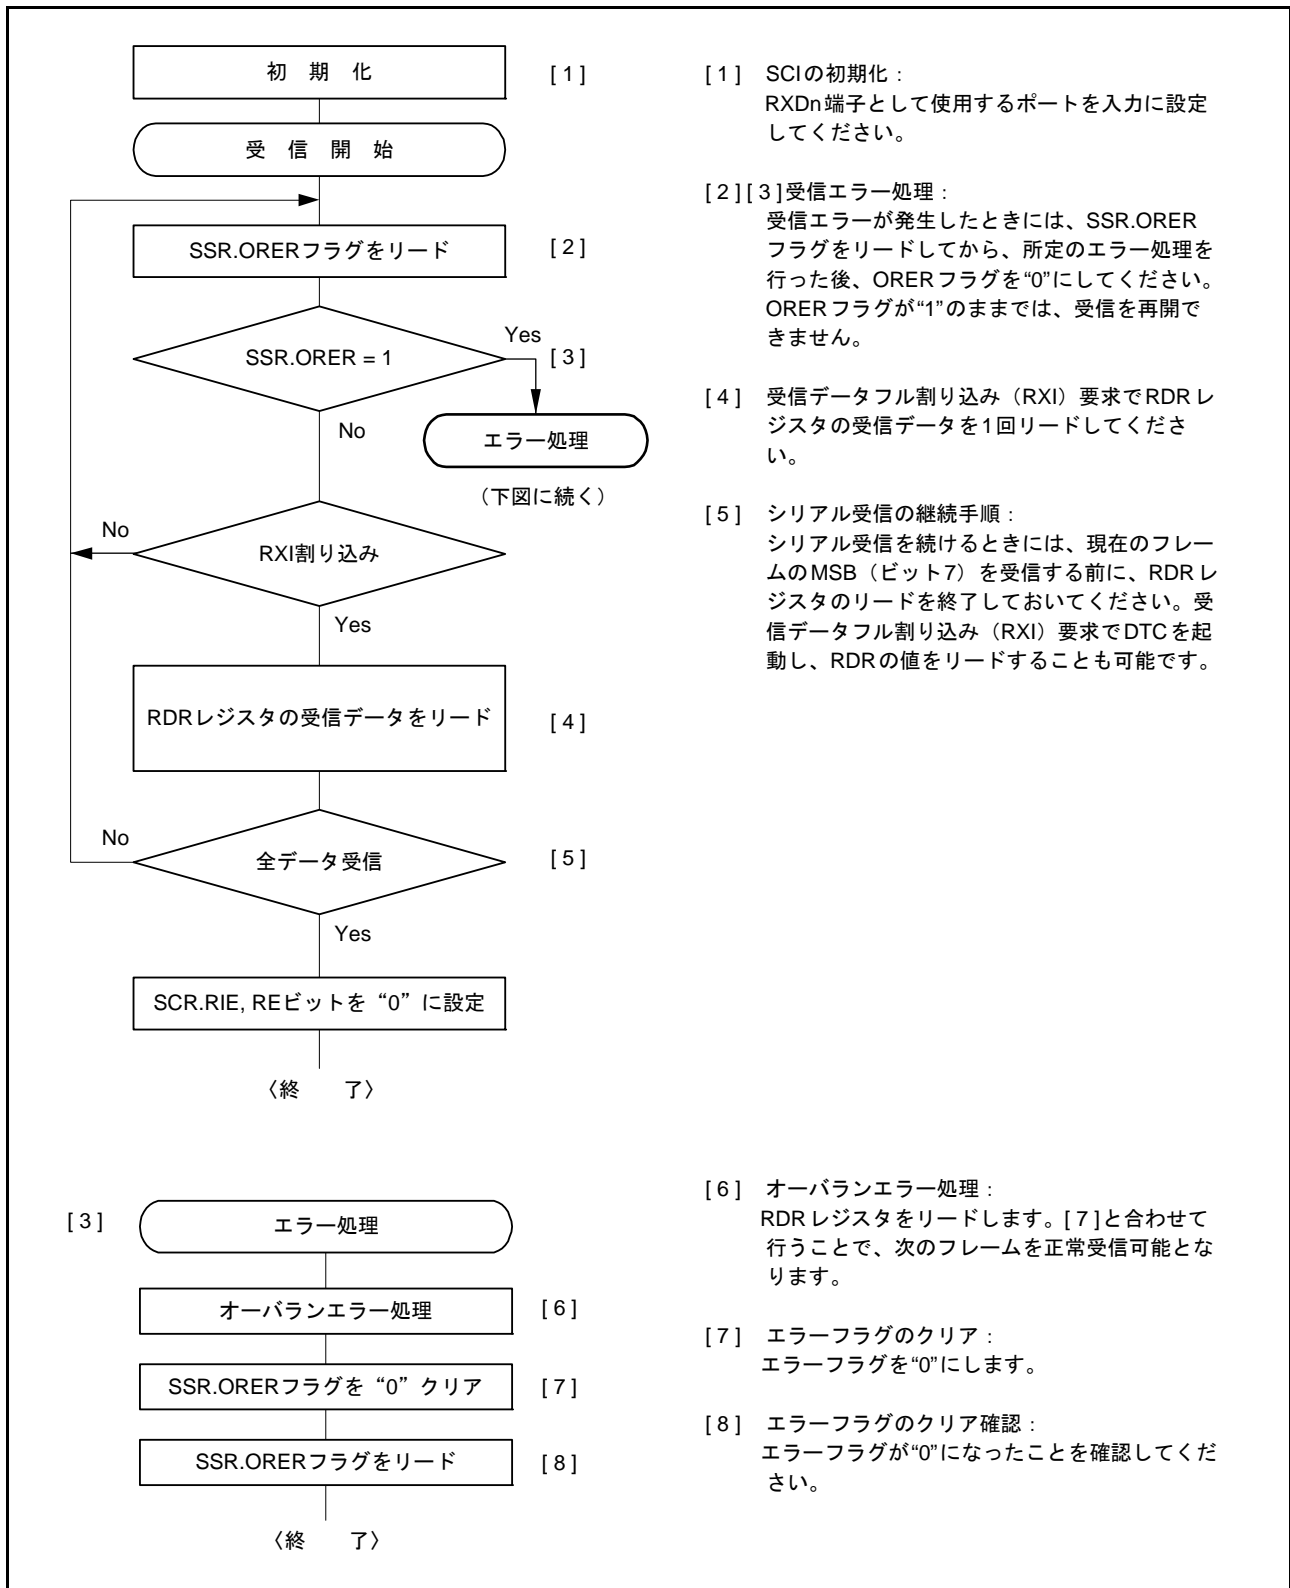 初 期 化
[ 1 ]
受 信 開 始
SSR.ORERフラグをリード
[ 2 ]
SSR.ORER = 1
Yes
[ 3 ]
No
エラー処理
（下図に続く）
No
RXI割り込み
Yes
RDRレジスタの受信データをリード
[ 4 ]
No
全データ受信
[ 5 ]
Yes
SCR.RIE, REビットを“0”に設定
〈終 了〉
[ 1 ] SCIの初期化：
RXDn端子として使用するポートを入力に設定
してください。
[ 2 ][ 3 ]受信エラー処理：
受信エラーが発生したときには、SSR.ORER
フラグをリードしてから、所定のエラー処理を
行った後、ORERフラグを“0”にしてください。
ORERフラグが“1”のままでは、受信を再開で
きません。
[ 4 ] 受信データフル割り込み（RXI）要求でRDRレ
ジスタの受信データを1回リードしてくださ
い。
[ 5 ] シリアル受信の継続手順：
シリアル受信を続けるときには、現在のフレー
ムのMSB（ビット7）を受信する前に、RDRレ
ジスタのリードを終了しておいてください。受
信データフル割り込み（RXI）要求でDTCを起
動し、RDRの値をリードすることも可能です。
[ 3 ]
エラー処理
オーバランエラー処理
[ 6 ]
SSR.ORERフラグを“0”クリア
[ 7 ]
SSR.ORERフラグをリード
[ 8 ]
〈終 了〉
[ 6 ] オーバランエラー処理：
RDRレジスタをリードします。[ 7 ]と合わせて
行うことで、次のフレームを正常受信可能とな
ります。
[ 7 ] エラーフラグのクリア：
エラーフラグを“0”にします。
[ 8 ] エラーフラグのクリア確認：
エラーフラグが“0”になったことを確認してくだ
さい。